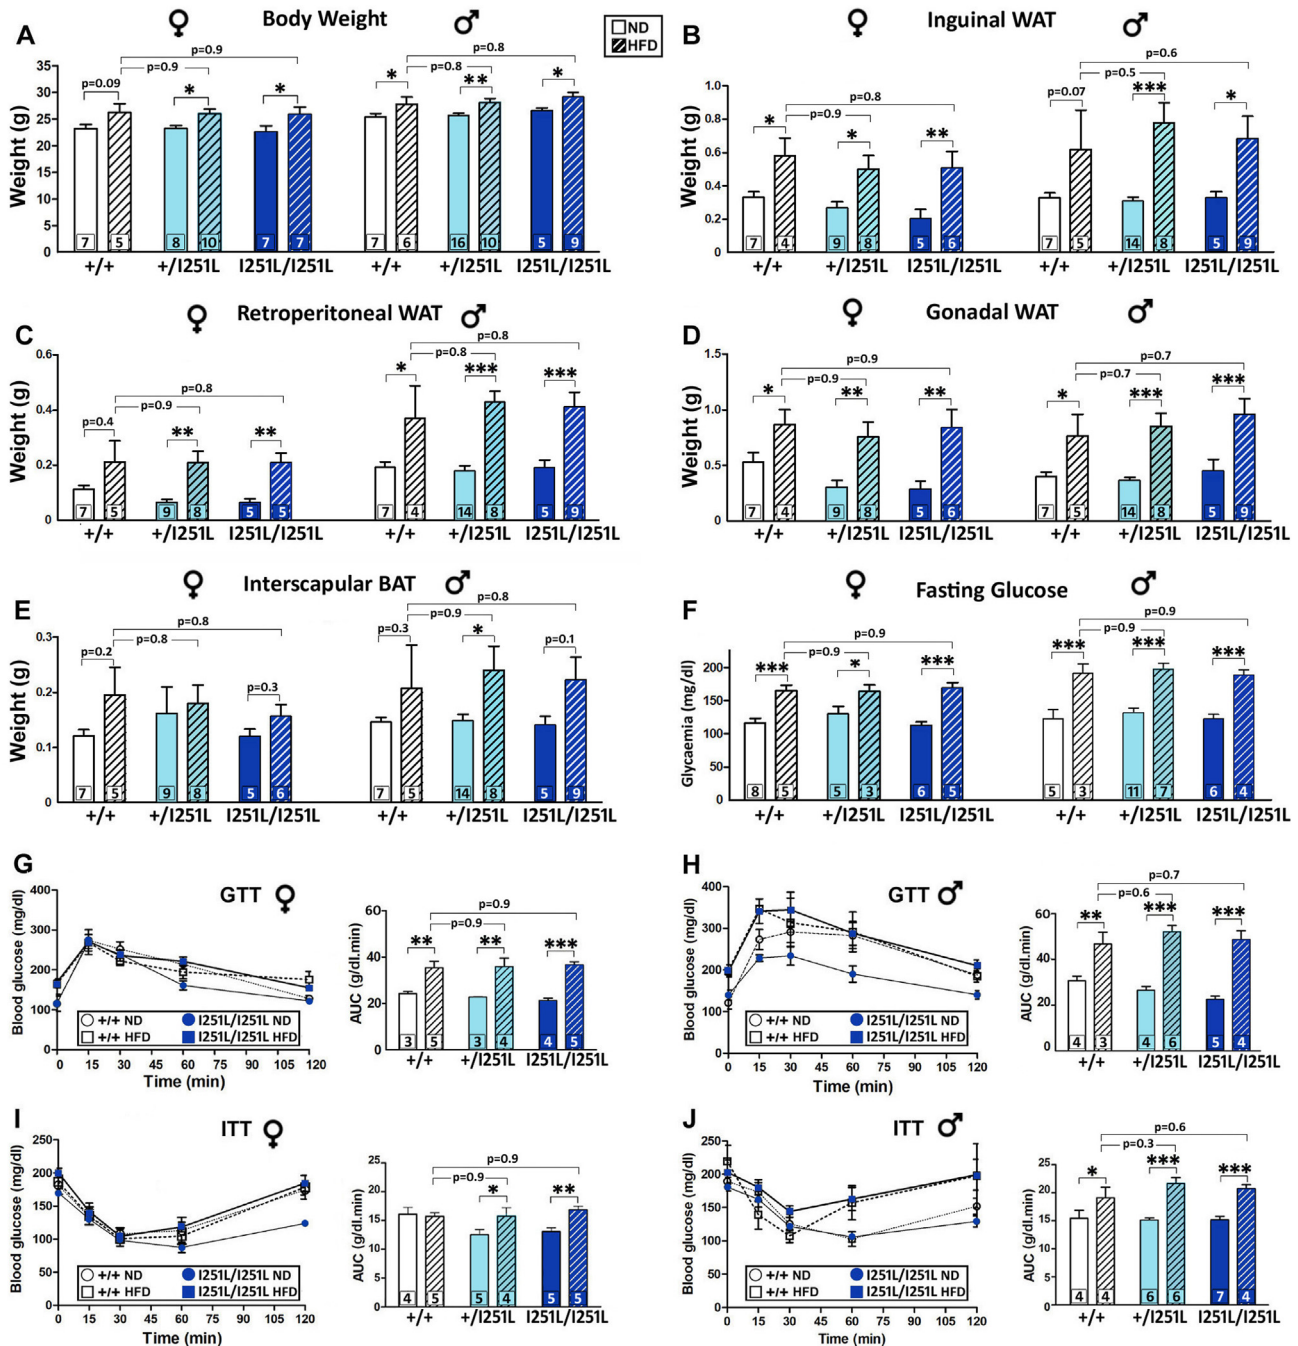 A ♀ Body Weight ♂
ND
HFD
Weight (g)
35
30
25
20
15
10
5
0
p=0.09
p=0.9
p=0.9
*
*
*
p=0.8
p=0.8
**
*
7 5 8 10 7 7 7 6 16 10 5 9
+/+ +/I251L I251L/I251L +/+ +/I251L I251L/I251L
B ♀ Inguinal WAT ♂
Weight (g)
1.0
0.8
0.6
0.4
0.2
0
*
p=0.9
p=0.8
*
**
p=0.07
p=0.5
p=0.6
***
*
7 4 9 8 5 6 7 5 14 8 5 9
+/+ +/I251L I251L/I251L +/+ +/I251L I251L/I251L
C ♀ Retroperitoneal WAT ♂
Weight (g)
0.6
0.4
0.2
0
p=0.4
p=0.9
p=0.8
**
**
*
p=0.8
p=0.8
***
***
7 5 9 8 5 5 7 4 14 8 5 9
+/+ +/I251L I251L/I251L +/+ +/I251L I251L/I251L
D ♀ Gonadal WAT ♂
Weight (g)
1.5
1.0
0.5
0
*
p=0.9
p=0.9
**
**
*
p=0.7
p=0.7
***
***
7 4 9 8 5 6 7 5 14 8 5 9
+/+ +/I251L I251L/I251L +/+ +/I251L I251L/I251L
E ♀ Interscapular BAT ♂
Weight (g)
0.3
0.2
0.1
0
p=0.2
p=0.8
p=0.8
p=0.3
p=0.3
p=0.9
p=0.8
*
p=0.1
7 5 9 8 5 6 7 5 14 8 5 9
+/+ +/I251L I251L/I251L +/+ +/I251L I251L/I251L
F ♀ Fasting Glucose ♂
Glycaemia (mg/dl)
200
150
100
50
0
***
p=0.9
p=0.9
*
***
***
p=0.9
p=0.9
***
***
8 5 5 3 6 5 5 3 11 7 6 4
+/+ +/I251L I251L/I251L +/+ +/I251L I251L/I251L
G GTT ♀
Blood glucose (mg/dl)
400
300
200
100
0
+/+ ND I251L/I251L ND
+/+ HFD I251L/I251L HFD
0 15 30 45 60 75 90 105 120
Time (min)
AUC (g/dl.min)
60
40
20
0
p=0.9
p=0.9
** ** ***
3 5 3 4 4 5
+/+ +/I251L I251L/I251L
H GTT ♂
Blood glucose (mg/dl)
400
300
200
100
0
+/+ ND I251L/I251L ND
+/+ HFD I251L/I251L HFD
0 15 30 45 60 75 90 105 120
Time (min)
AUC (g/dl.min)
60
40
20
0
p=0.7
p=0.6
** *** ***
4 3 4 6 5 4
+/+ +/I251L I251L/I251L
I ITT ♀
Blood glucose (mg/dl)
250
200
150
100
50
0
+/+ ND I251L/I251L ND
+/+ HFD I251L/I251L HFD
0 15 30 45 60 75 90 105 120
Time (min)
AUC (g/dl.min)
25
20
15
10
5
0
p=0.9
p=0.9
* **
4 5 5 4 5 5
+/+ +/I251L I251L/I251L
J ITT ♂
Blood glucose (mg/dl)
250
200
150
100
50
0
+/+ ND I251L/I251L ND
+/+ HFD I251L/I251L HFD
0 15 30 45 60 75 90 105 120
Time (min)
AUC (g/dl.min)
25
20
15
10
5
0
p=0.6
p=0.3
* *** ***
4 4 6 6 7 4
+/+ +/I251L I251L/I251L